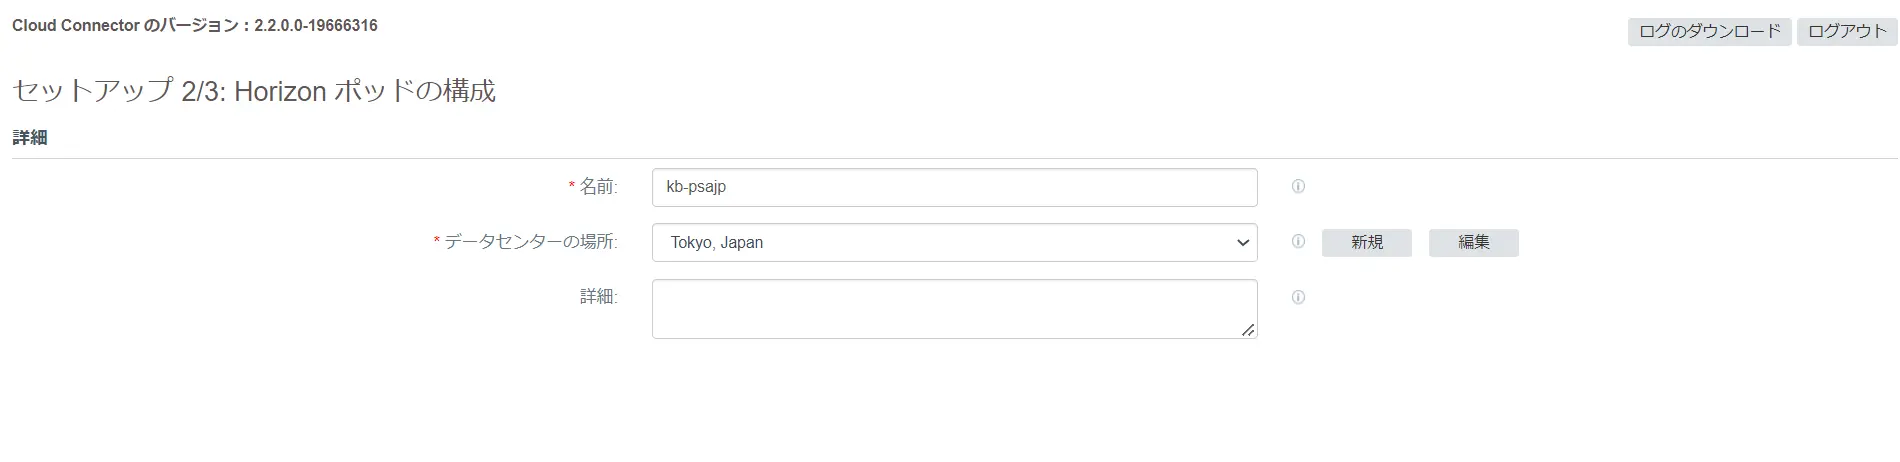 Cloud Connector のバージョン : 2.2.0.0-19666316
ログのダウンロード ログアウト
セットアップ 2/3: Horizon ポッドの構成
詳細
* 名前: kb-psajp
* データセンターの場所: Tokyo, Japan 新規 編集
詳細: